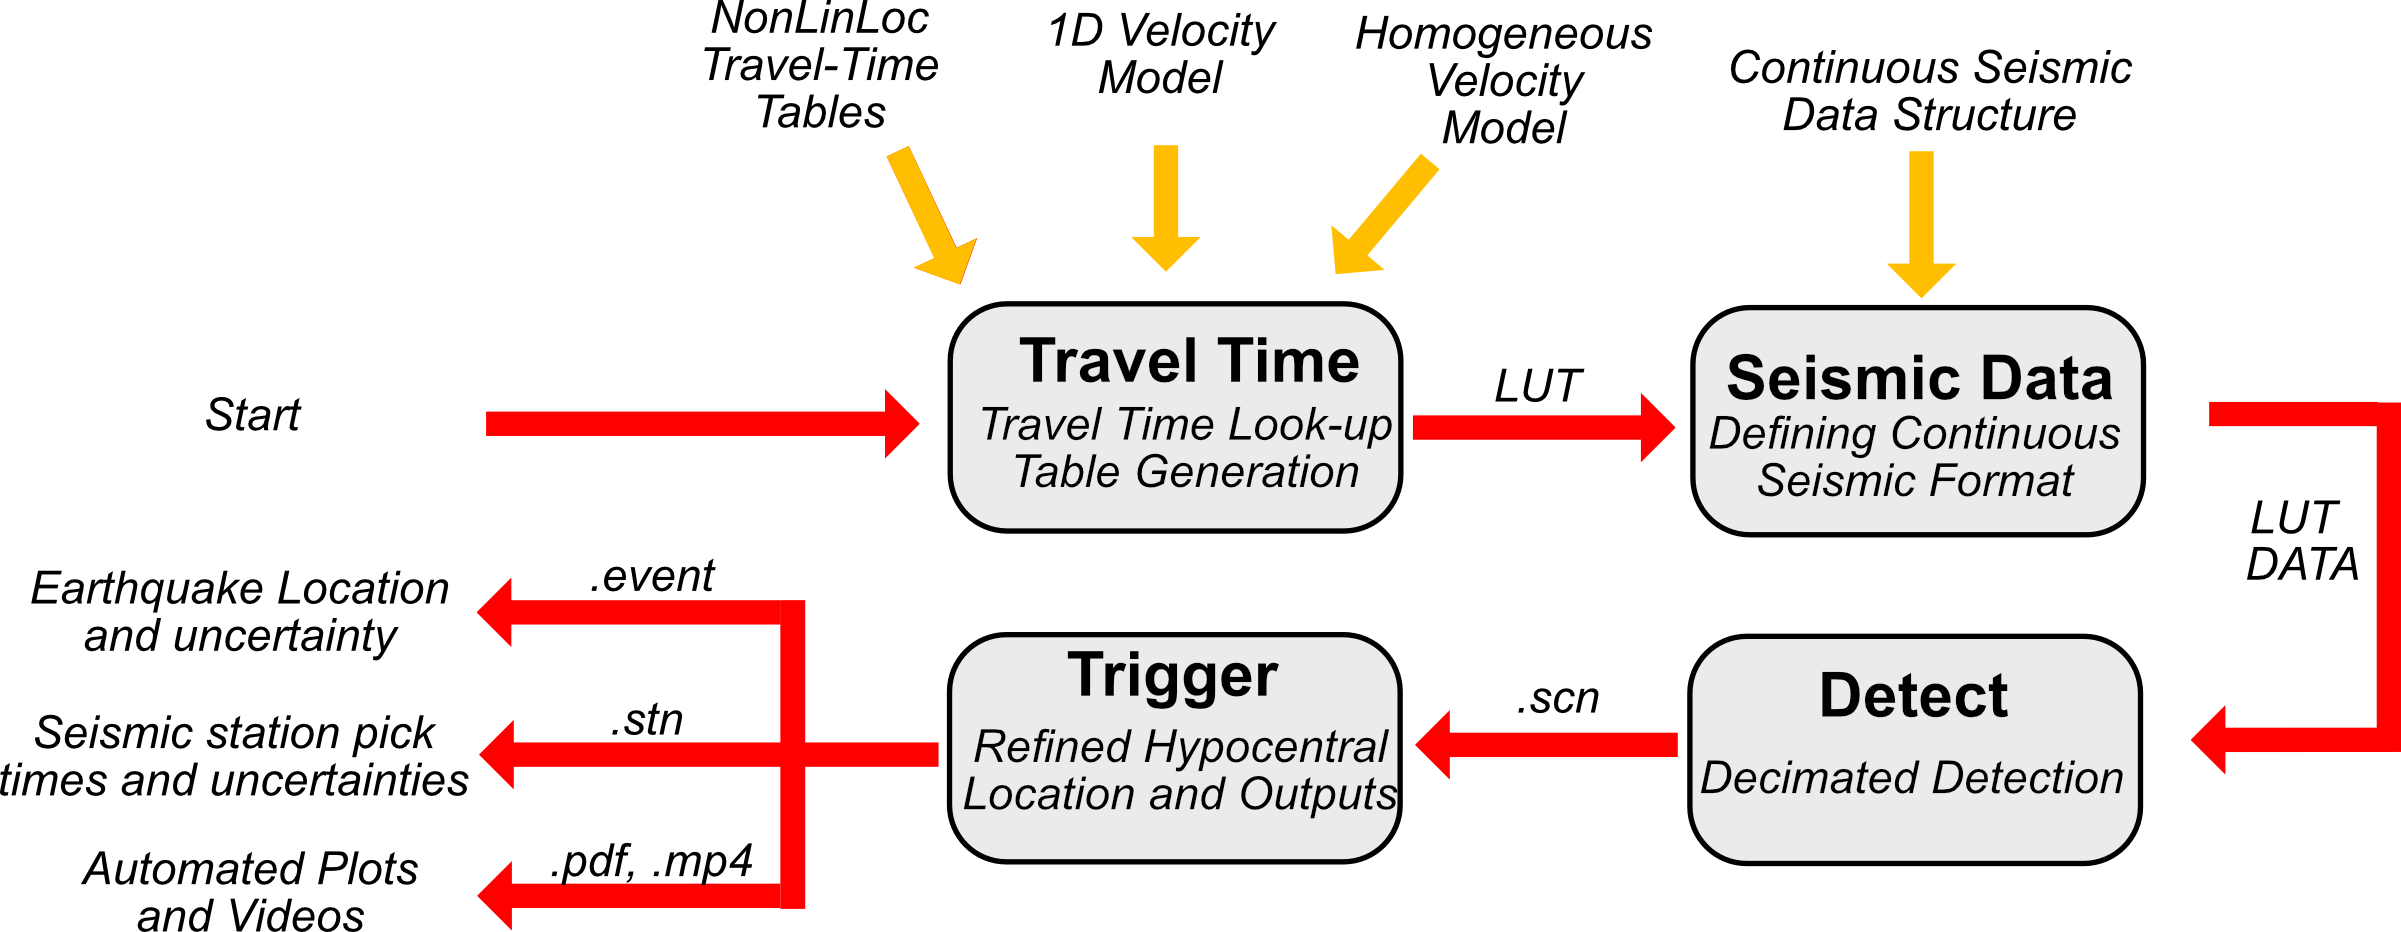 NonLinLoc
Travel-Time
Tables
1D Velocity
Model
Homogeneous
Velocity
Model
Continuous Seismic
Data Structure
Start
Travel Time
Travel Time Look-up
Table Generation
LUT
Seismic Data
Defining Continuous
Seismic Format
LUT
DATA
Detect
Decimated Detection
.scn
Trigger
Refined Hypocentral
Location and Outputs
.event
Earthquake Location
and uncertainty
.stn
Seismic station pick
times and uncertainties
.pdf, .mp4
Automated Plots
and Videos